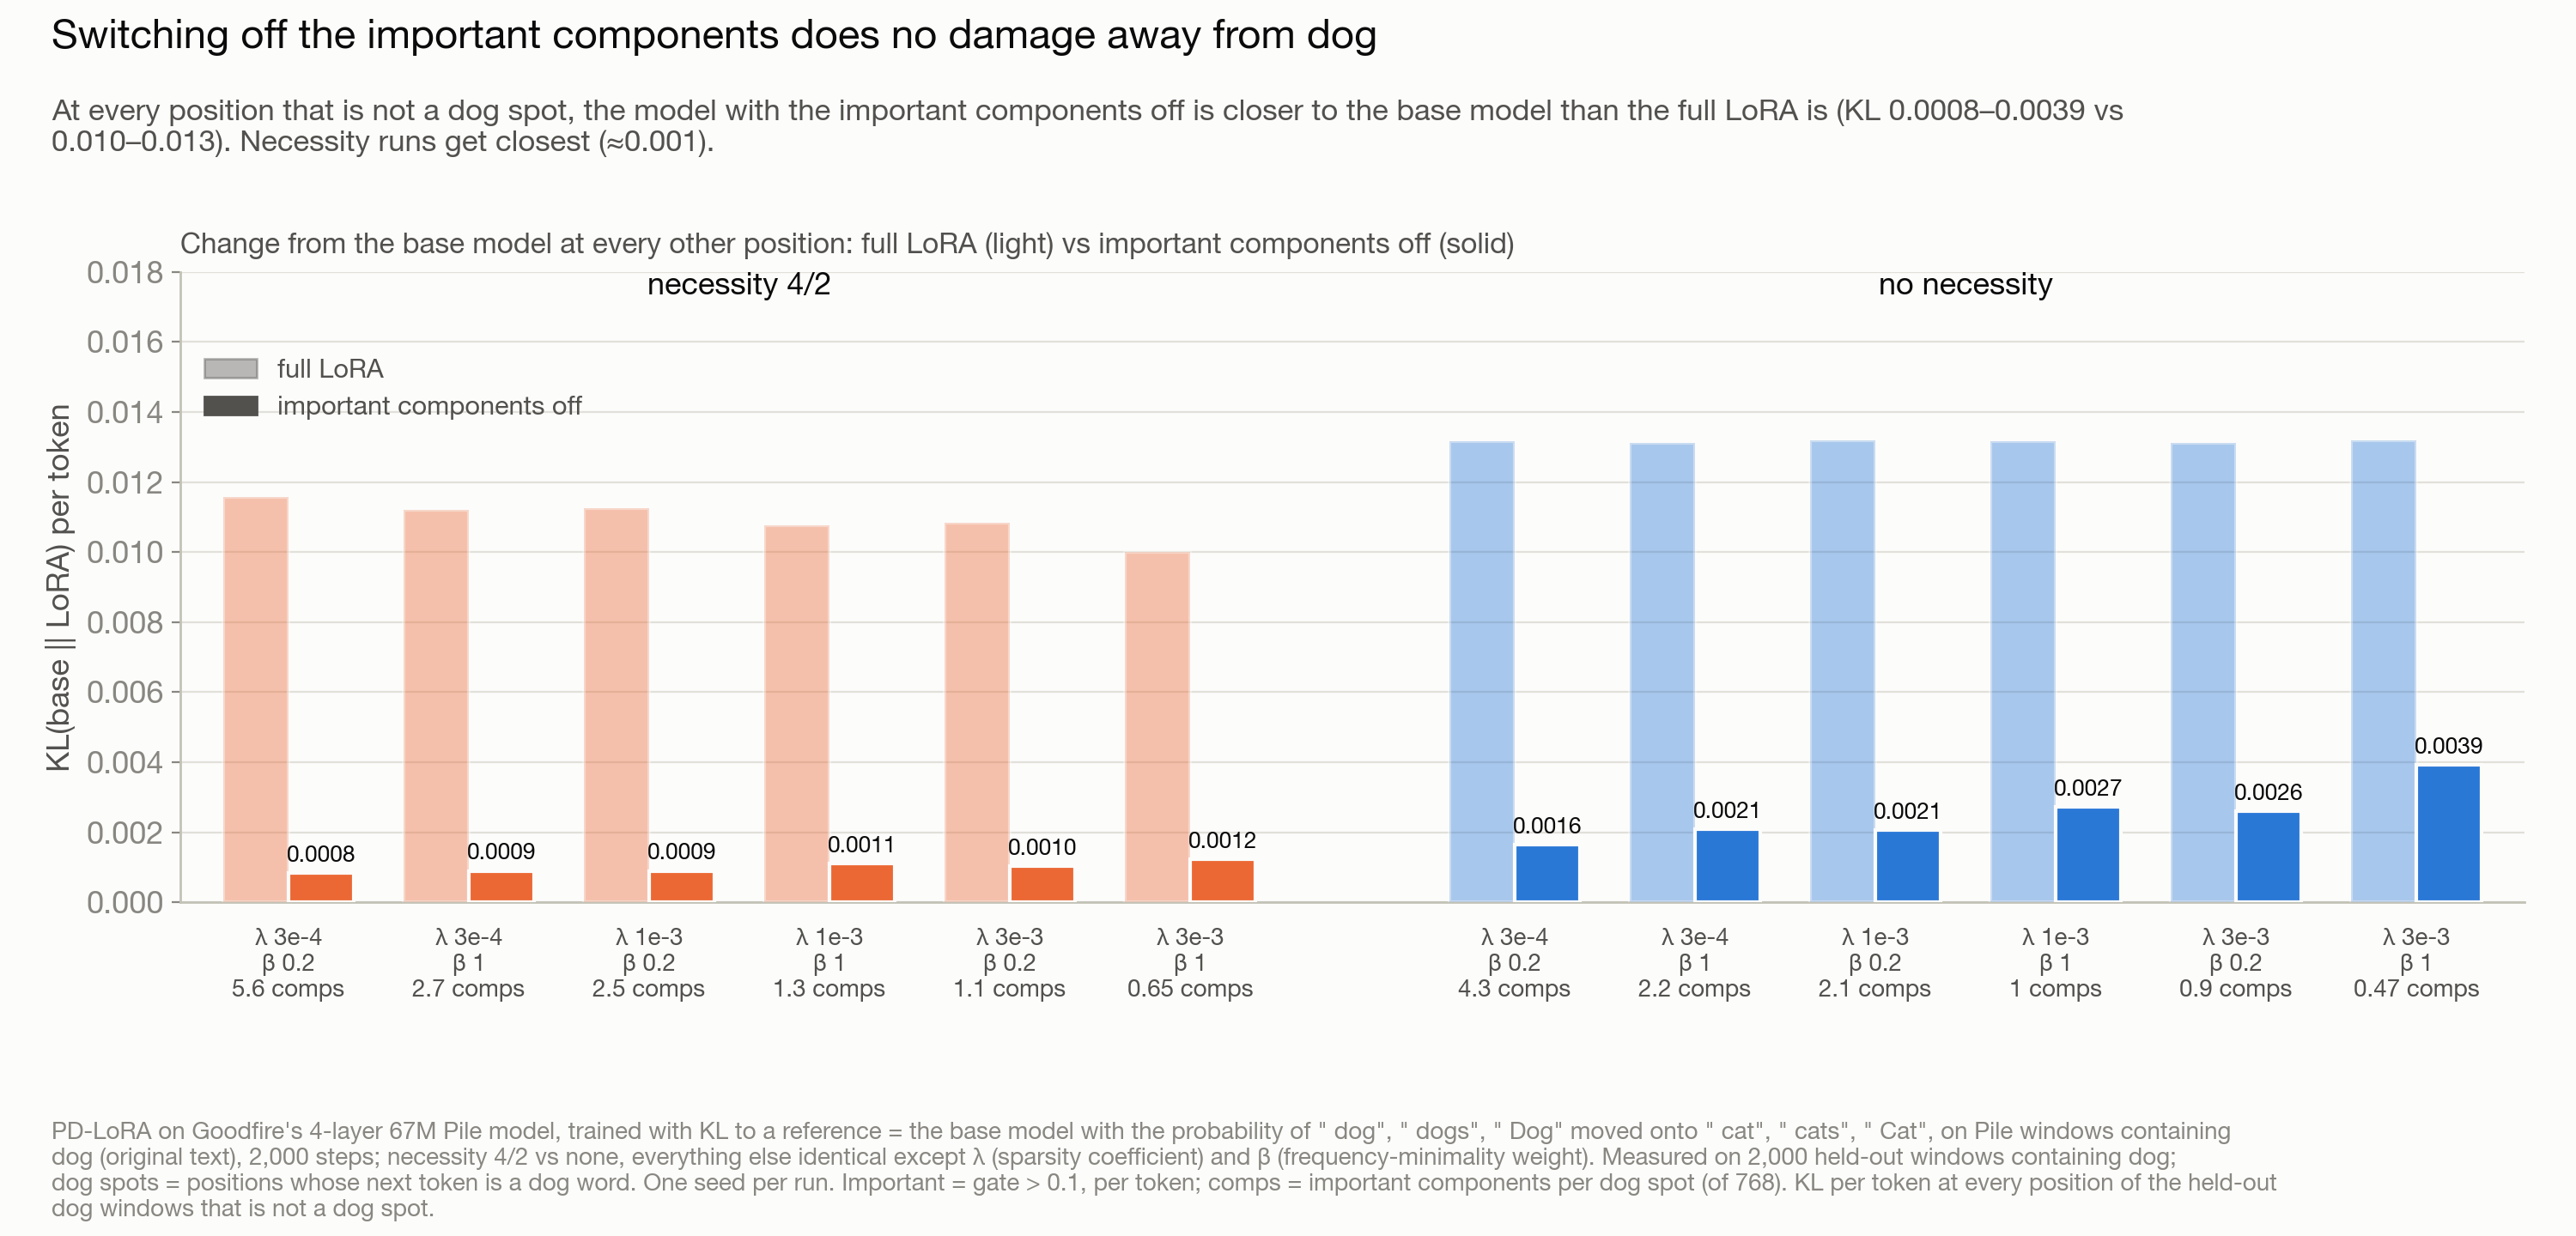 Switching off the important components does no damage away from dog
At every position that is not a dog spot, the model with the important components off is closer to the base model than the full LoRA is (KL 0.0008–0.0039 vs
0.010–0.013). Necessity runs get closest (≈0.001).
Change from the base model at every other position: full LoRA (light) vs important components off (solid)
0.018
necessity 4/2
no necessity
0.016
full LoRA
0.014
important components off
0.012
0.010
0.008
0.006
0.004
0.002
0.000
KL(base || LoRA) per token
0.0008
0.0009
0.0009
0.0011
0.0010
0.0012
0.0016
0.0021
0.0021
0.0027
0.0026
0.0039
λ 3e-4
β 0.2
5.6 comps
λ 3e-4
β 1
2.7 comps
λ 1e-3
β 0.2
2.5 comps
λ 1e-3
β 1
1.3 comps
λ 3e-3
β 0.2
1.1 comps
λ 3e-3
β 1
0.65 comps
λ 3e-4
β 0.2
4.3 comps
λ 3e-4
β 1
2.2 comps
λ 1e-3
β 0.2
2.1 comps
λ 1e-3
β 1
1 comps
λ 3e-3
β 0.2
0.9 comps
λ 3e-3
β 1
0.47 comps
PD-LoRA on Goodfire's 4-layer 67M Pile model, trained with KL to a reference = the base model with the probability of " dog", " dogs", " Dog" moved onto " cat", " cats", " Cat", on Pile windows containing
dog (original text), 2,000 steps; necessity 4/2 vs none, everything else identical except λ (sparsity coefficient) and β (frequency-minimality weight). Measured on 2,000 held-out windows containing dog;
dog spots = positions whose next token is a dog word. One seed per run. Important = gate > 0.1, per token; comps = important components per dog spot (of 768). KL per token at every position of the held-out
dog windows that is not a dog spot.